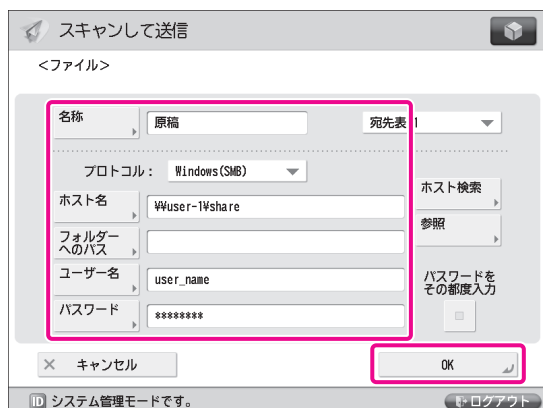 スキャンして送信
<ファイル>
名称
原稿
宛先表 1
プロトコル： Windows(SMB)
ホスト名
¥¥user-1¥share
ホスト検索
フォルダー
へのパス
参照
ユーザー名
user_name
パスワードを
その都度入力
パスワード
********
キャンセル
OK
ID システム管理モードです。
ログアウト